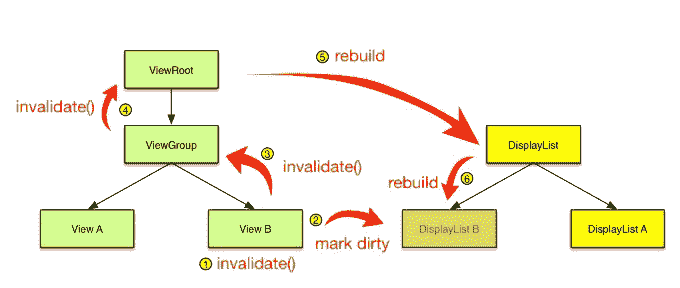 ⑤ rebuild
ViewRoot
invalidate()
④
ViewGroup
③
invalidate()
DisplayList
rebuild
⑥
View A
View B
②
mark dirty
DisplayList B
DisplayList A
① invalidate()